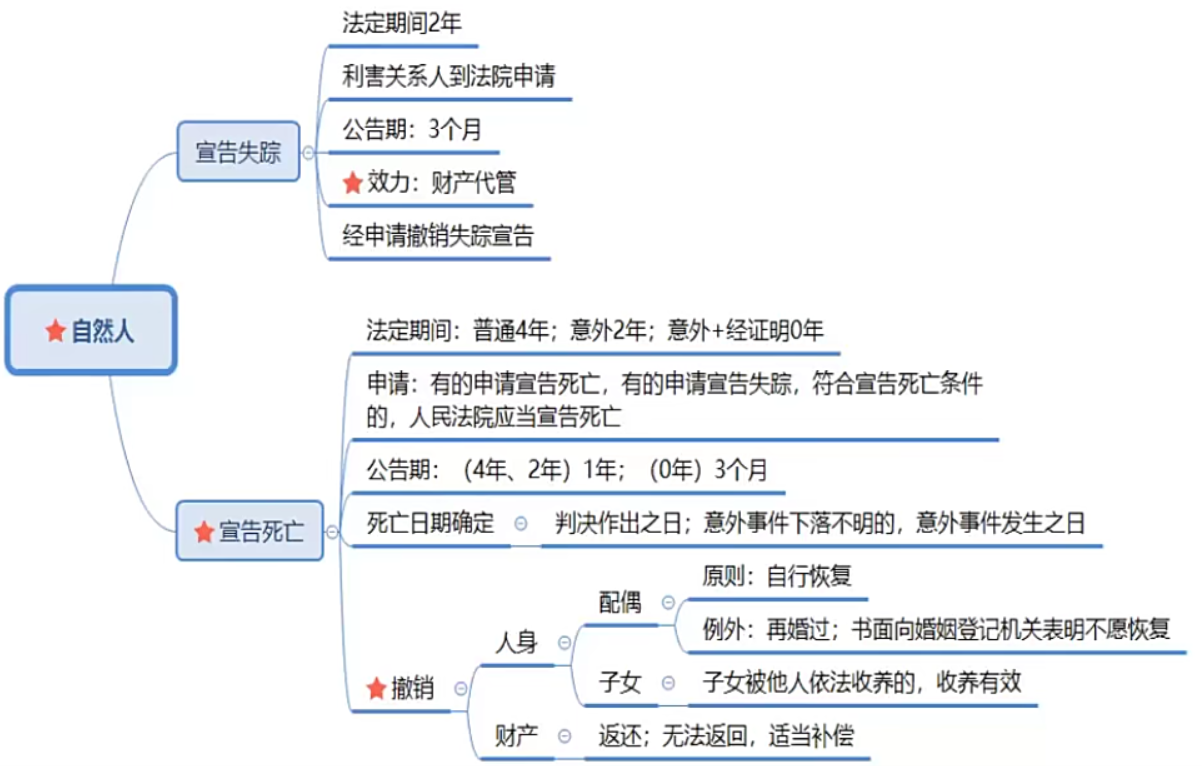 自然人
宣告失踪
法定期间2年
利害关系人到法院申请
公告期：3个月
效力：财产代管
经申请撤销失踪宣告
宣告死亡
法定期间：普通4年；意外2年；意外+经证明0年
申请：有的申请宣告死亡，有的申请宣告失踪，符合宣告死亡条件
的，人民法院应当宣告死亡
公告期：（4年、2年）1年；（0年）3个月
死亡日期确定
判决作出之日；意外事件下落不明的，意外事件发生之日
撤销
人身
配偶
原则：自行恢复
例外：再婚过；书面向婚姻登记机关表明不愿恢复
子女
子女被他人依法收养的，收养有效
财产
返还；无法返回，适当补偿